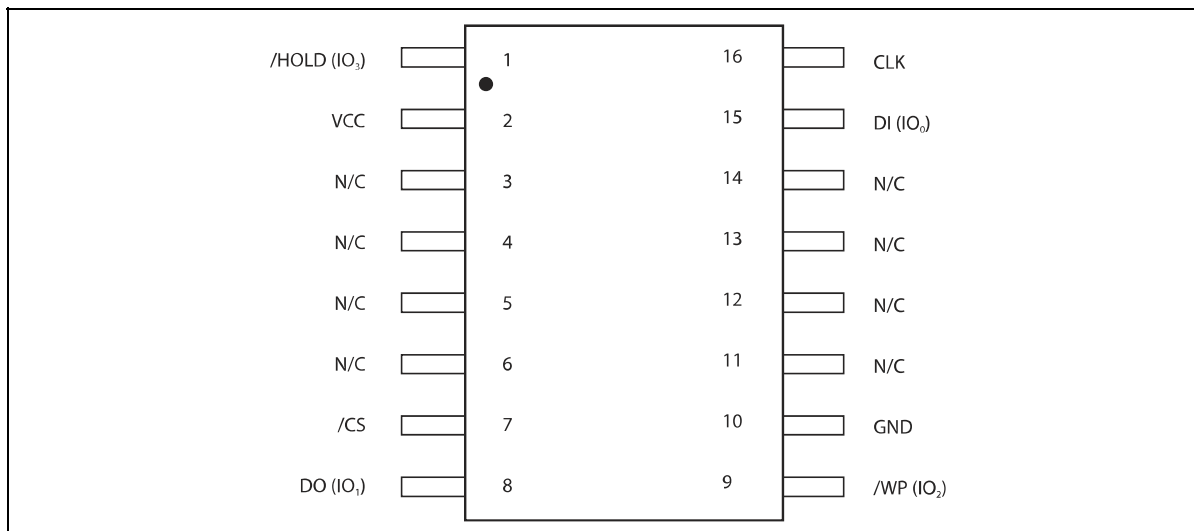 /HOLD (IO₃) 1 16 CLK
VCC 2 15 DI (IO₀)
N/C 3 14 N/C
N/C 4 13 N/C
N/C 5 12 N/C
N/C 6 11 N/C
/CS 7 10 GND
DO (IO₁) 8 9 /WP (IO₂)